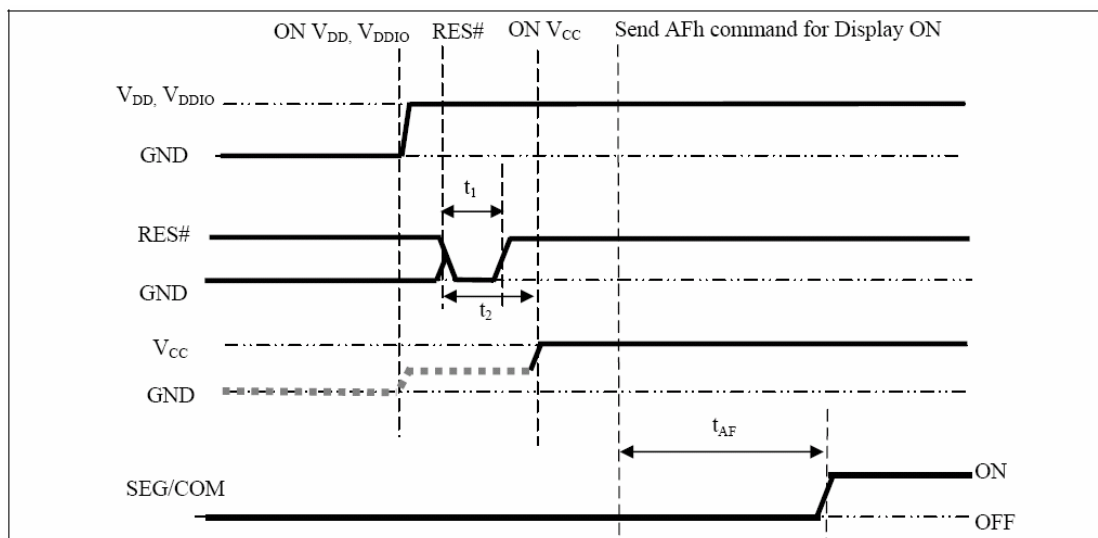 ON VDD, VDDIO RES# ON VCC Send AFh command for Display ON
VDD, VDDIO
GND
t1
RES#
GND
t2
VCC
GND
tAF
SEG/COM
ON
OFF